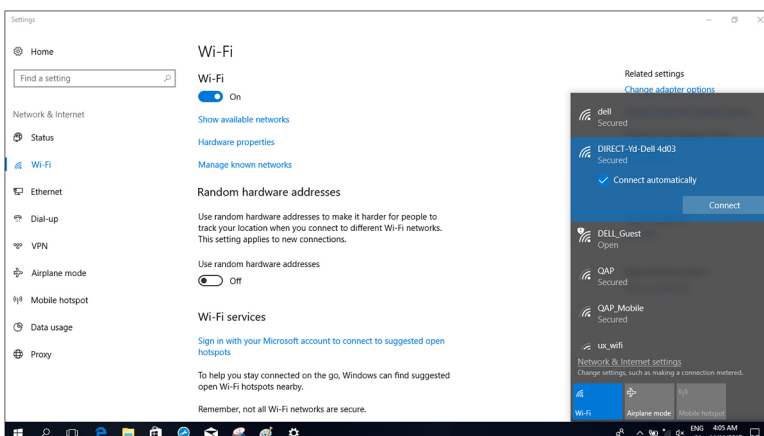 Settings
Home
Find a setting
Network & Internet
Status
Wi-Fi
Ethernet
Dial-up
VPN
Airplane mode
Mobile hotspot
Data usage
Proxy
Wi-Fi
Wi-Fi
On
Show available networks
Hardware properties
Manage known networks
Random hardware addresses
Use random hardware addresses to make it harder for people to
track your location when you connect to different Wi-Fi networks.
This setting applies to new connections.
Use random hardware addresses
Off
Wi-Fi services
Sign in with your Microsoft account to connect to suggested open
hotspots
To help you stay connected on the go, Windows can find suggested
open Wi-Fi hotspots nearby.
Remember, not all Wi-Fi networks are secure.
Related settings
Change adapter options
dell
Secured
DIRECT-Yd-Dell 4d03
Secured
Connect automatically
Connect
DELL_Guest
Open
QAP
Secured
QAP_Mobile
Secured
ux_wifi
Network & Internet settings
Change settings, such as making a connection metered.
Wi-Fi
Airplane mode
Mobile hotspot
ENG
4:05 AM